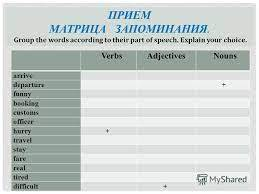 ПРИЕМ
МАТРИЦА ЗАПОМИНАНИЯ.
Group the words according to their part of speech. Explain your choice.
Verbs Adjectives Nouns
arrive
departure +
funny
booking
customs
officer
hurry +
travel
stay
fare
real
tired
difficult +
MyShared